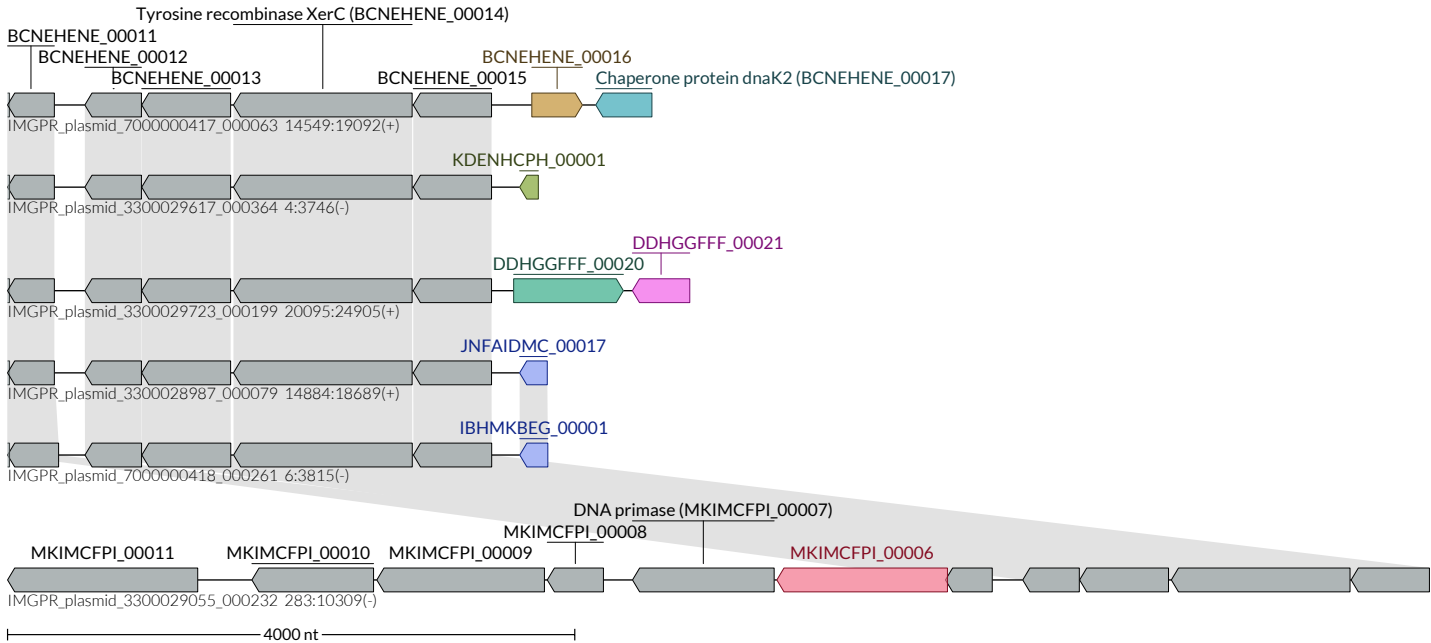 Tyrosine recombinase XerC (BCNEHENE_00014)
BCNEHENE_00011
BCNEHENE_00012
BCNEHENE_00016
BCNEHENE_00013
BCNEHENE_00015
Chaperone protein dnaK2 (BCNEHENE_00017)
IMGPR_plasmid_7000000417_000063 14549:19092(+)
KDENHCPH_00001
IMGPR_plasmid_3300029617_000364 4:3746(-)
DDHGGFFF_00021
DDHGGFFF_00020
IMGPR_plasmid_3300029723_000199 20095:24905(+)
JNFAIDMC_00017
IMGPR_plasmid_3300028987_000079 14884:18689(+)
IBHMKBEG_00001
IMGPR_plasmid_7000000418_000261 6:3815(-)
DNA primase (MKIMCFPI_00007)
MKIMCFPI_00008
MKIMCFPI_00011
MKIMCFPI_00010
MKIMCFPI_00009
MKIMCFPI_00006
IMGPR_plasmid_3300029055_000232 283:10309(-)
4000 nt